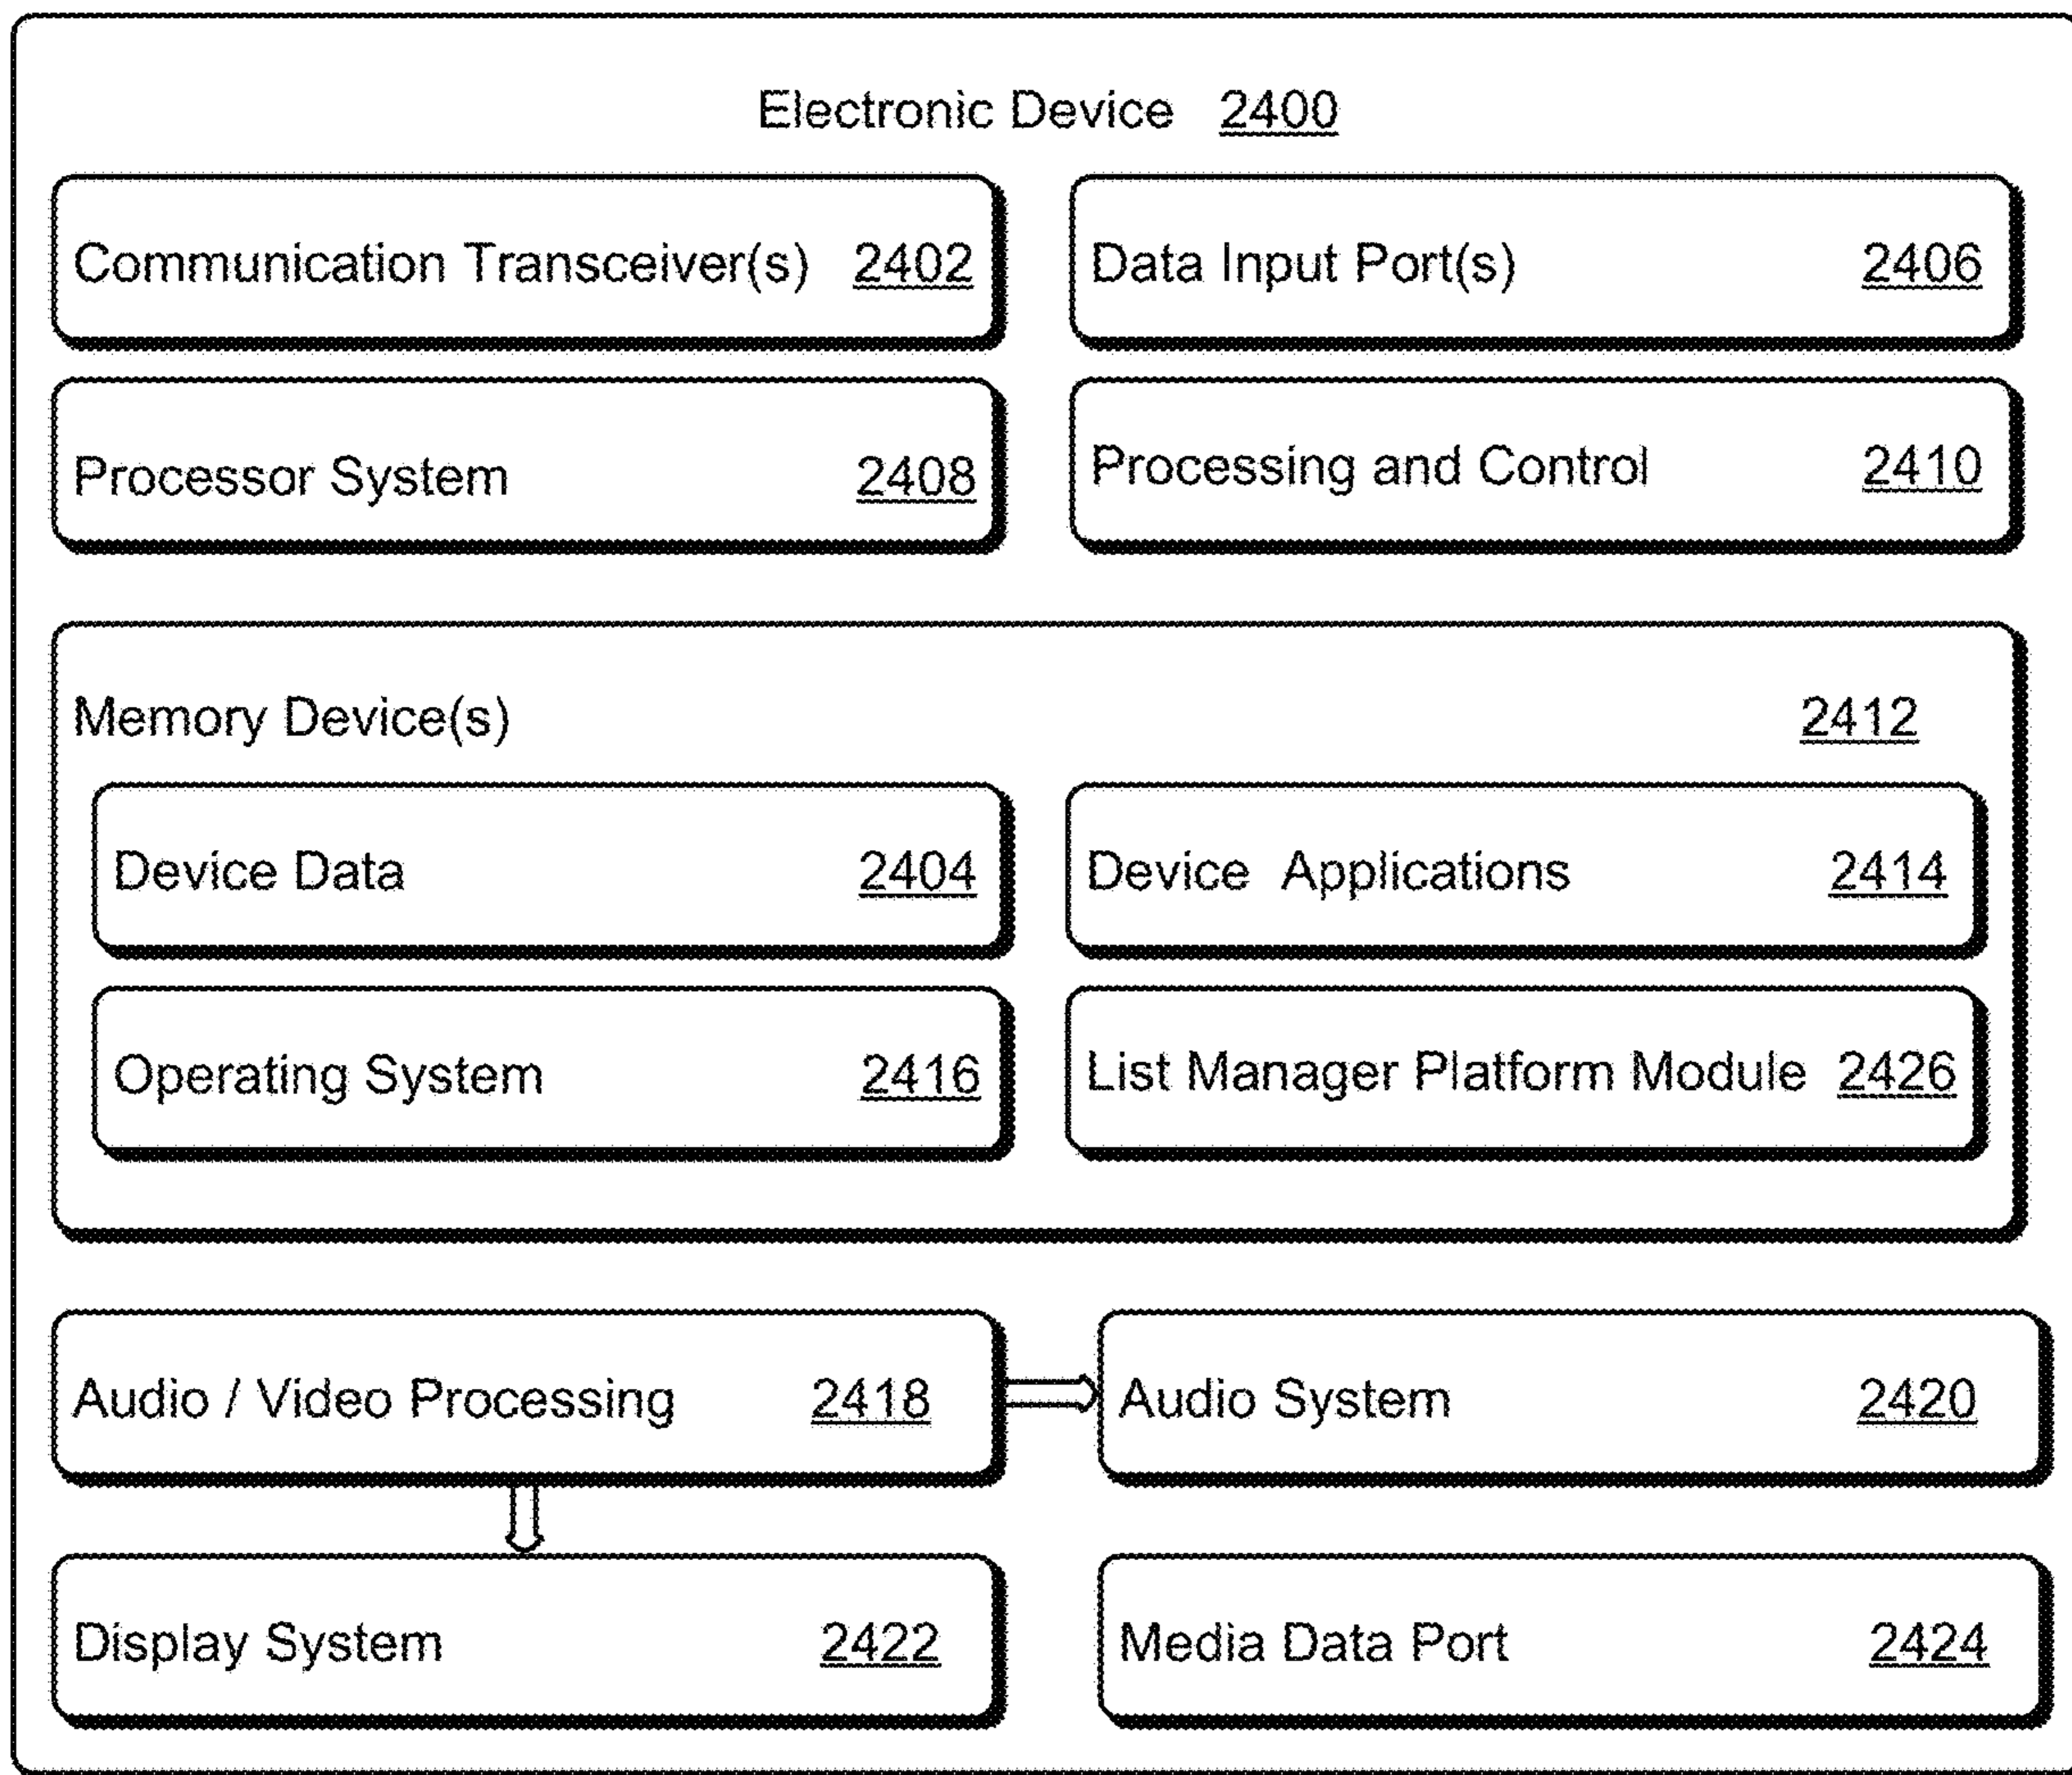 Electronic Device 2400
Communication Transceiver(s) 2402
Data Input Port(s) 2406
Processor System 2408
Processing and Control 2410
Memory Device(s) 2412
Device Data 2404
Device Applications 2414
Operating System 2416
List Manager Platform Module 2426
Audio / Video Processing 2418
Audio System 2420
Display System 2422
Media Data Port 2424